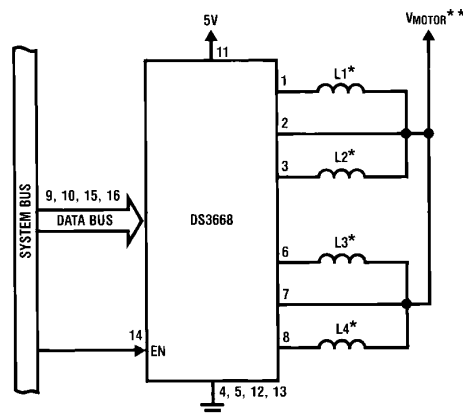 5V
VMOTOR**
11
1
L1*
2
3
L2*
SYSTEM BUS
9, 10, 15, 16
DATA BUS
DS3668
6
L3*
7
14
EN
8
L4*
4, 5, 12, 13